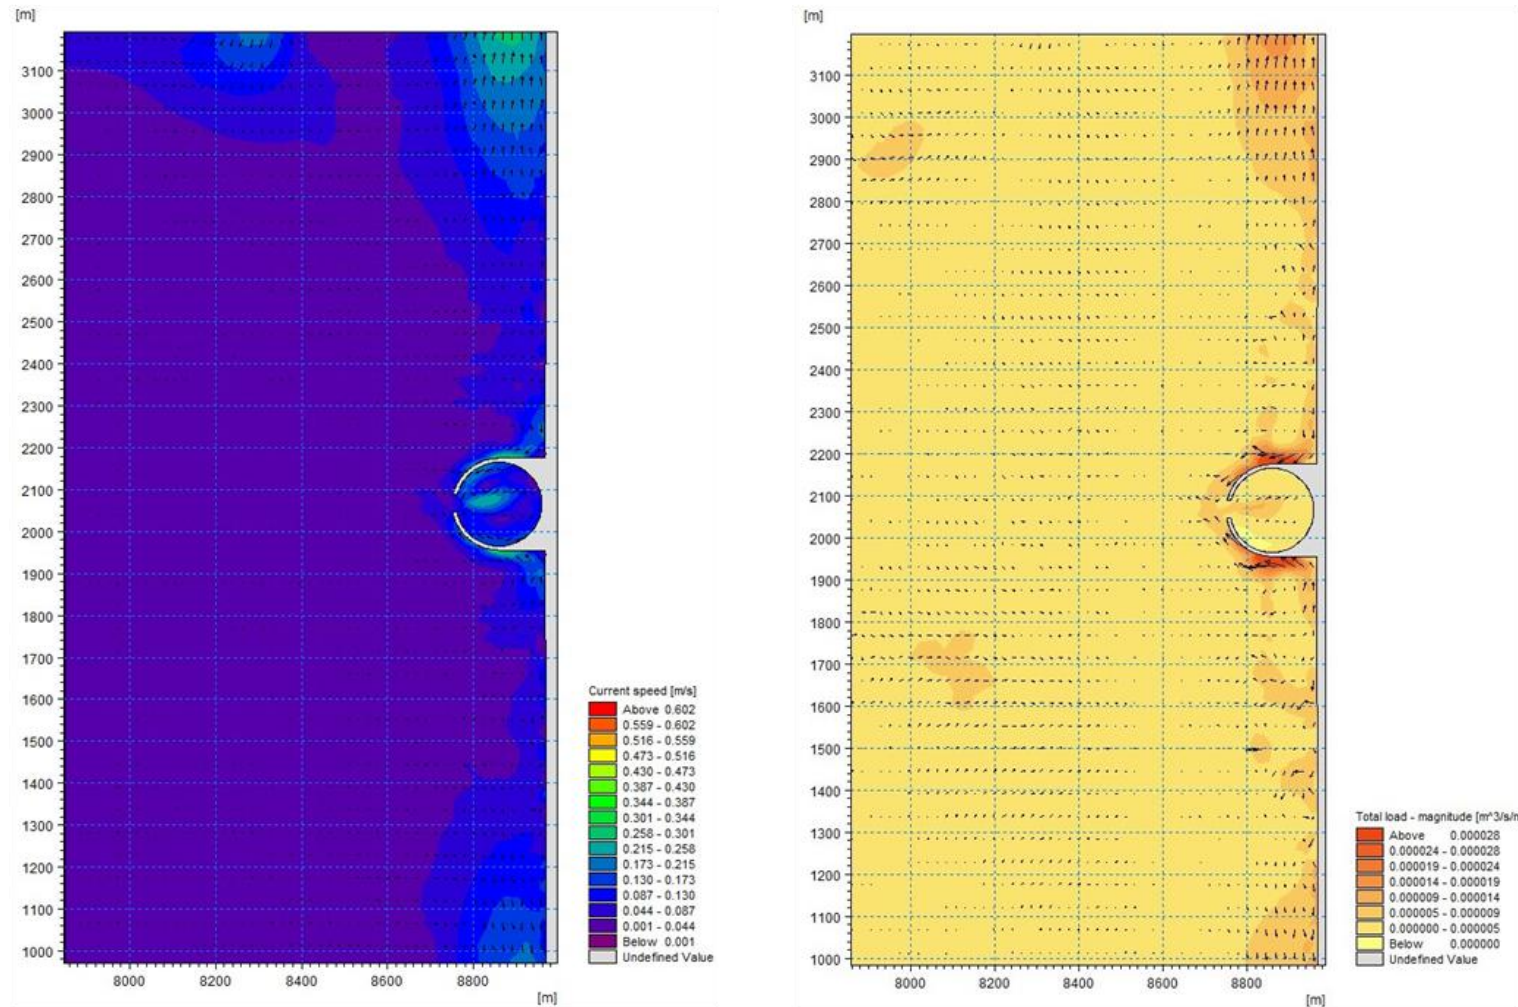 [m]
3100
3000
2900
2800
2700
2600
2500
2400
2300
2200
2100
2000
1900
1800
1700
1600
1500
1400
1300
1200
1100
1000
8000 8200 8400 8600 8800
[m]
Current speed [m/s]
Above 0.602
0.559 - 0.602
0.516 - 0.559
0.473 - 0.516
0.430 - 0.473
0.387 - 0.430
0.344 - 0.387
0.301 - 0.344
0.258 - 0.301
0.215 - 0.258
0.173 - 0.215
0.130 - 0.173
0.087 - 0.130
0.044 - 0.087
0.001 - 0.044
Below 0.001
Undefined Value
[m]
3100
3000
2900
2800
2700
2600
2500
2400
2300
2200
2100
2000
1900
1800
1700
1600
1500
1400
1300
1200
1100
1000
8000 8200 8400 8600 8800
[m]
Total load - magnitude [m^3/s/m
Above 0.000028
0.000024 - 0.000028
0.000019 - 0.000024
0.000014 - 0.000019
0.000009 - 0.000014
0.000005 - 0.000009
0.000000 - 0.000005
Below 0.000000
Undefined Value